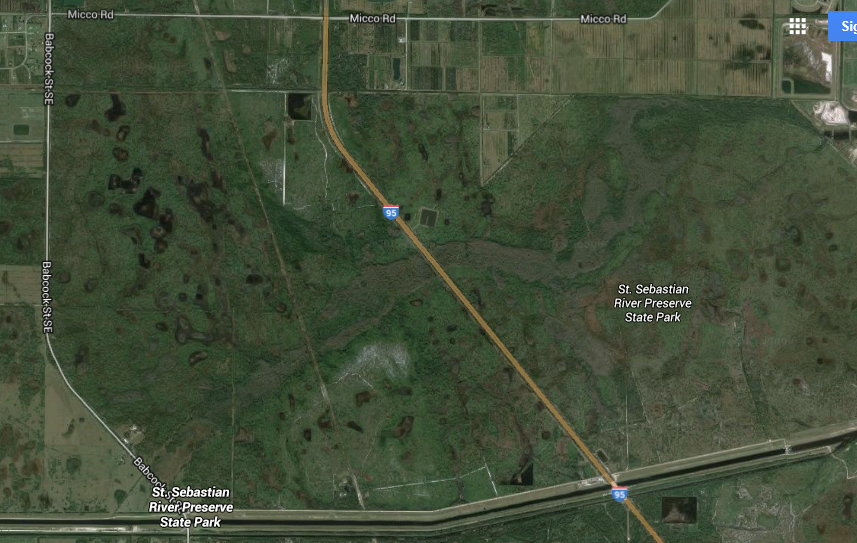 Micco Rd
Micco Rd
Micco Rd
Sig
Babcock St SE
95
Babcock St SE
St. Sebastian
River Preserve
State Park
Babcock St
St. Sebastian
River Preserve
State Park
95